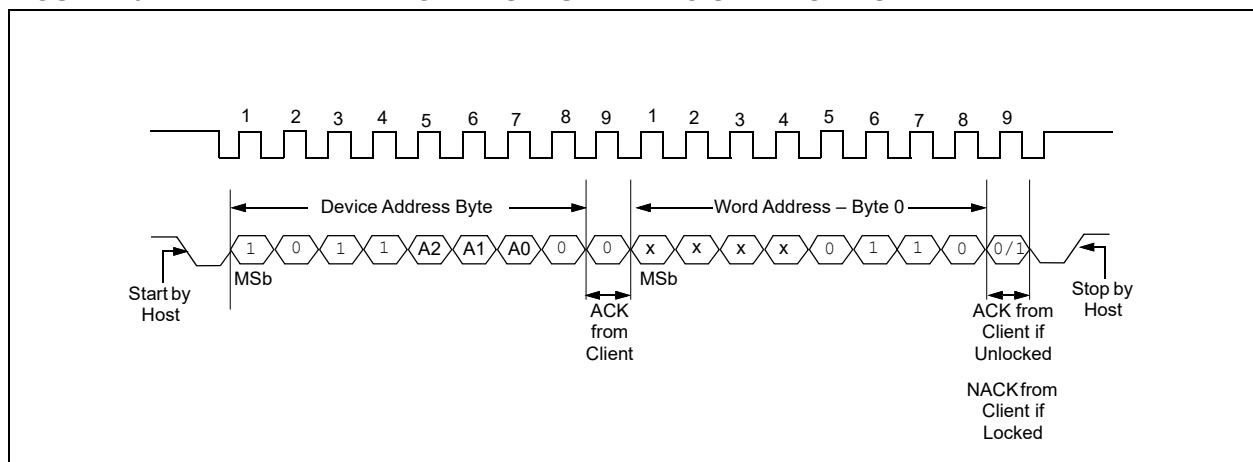 1 2 3 4 5 6 7 8 9 1 2 3 4 5 6 7 8 9
Device Address Byte
Word Address – Byte 0
1 0 1 1 A2 A1 A0 0 0 x x x x 0 1 1 0 0/1
MSb
MSb
Start by
Host
ACK
from
Client
ACK from
Client if
Unlocked
NACK from
Client if
Locked
Stop by
Host